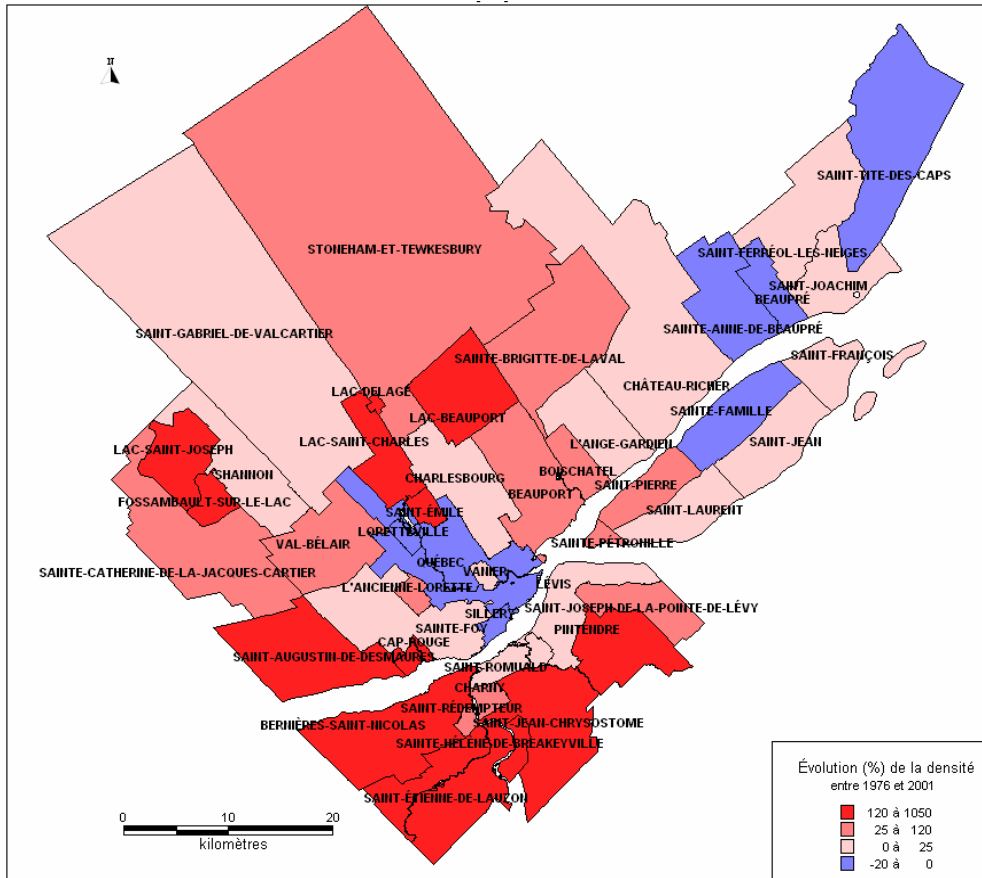 N
SAINT-TITE-DES-CAPS
STONEHAM-ET-TEWKESBURY
SAINT-FERRÉOL-LES-NEIGES
SAINT-JOACHIM
BEAUPRÉ
SAINT-GABRIEL-DE-VALCARTIER
SAINTE-ANNE-DE-BEAUPRÉ
SAINTE-BRIGITTE-DE-LAVAL
SAINT-FRANÇOIS
CHÂTEAU-RICHER
LAC-DELAGE
LAC-BEAUPORT
SAINTE-FAMILLE
LAC-SAINT-CHARLES
L'ANGE-GARDIEN
SAINT-JEAN
LAC-SAINT-JOSEPH
SHANNON
CHARLESBOURG
BOISCHATEL
SAINT-PIERRE
BEAUPORT
FOSSAMBAULT-SUR-LE-LAC
SAINT-ÉMILE
SAINT-LAURENT
LORETTEVILLE
VAL-BÉLAIR
SAINTE-PÉTRONILLE
QUÉBEC
VANIER
SAINTE-CATHERINE-DE-LA-JACQUES-CARTIER
L'ANCIENNE-LORETTE
LÉVIS
SAINT-JOSEPH-DE-LA-POINTE-DE-LÉVY
SILLERY
SAINTE-FOY
PINTENDRE
CAP-ROUGE
SAINT-AUGUSTIN-DE-DESMAURES
SAINT-ROMUALD
CHARNY
SAINT-RÉDEMPTEUR
BERNIÈRES-SAINT-NICOLAS
SAINT-JEAN-CHRYSOSTOME
SAINTE-HÉLÈNE-DE-BREAKEYVILLE
SAINT-ÉTIENNE-DE-LAUZON
0 10 20
kilomètres
Évolution (%) de la densité
entre 1976 et 2001
120 à 1050
25 à 120
0 à 25
-20 à 0